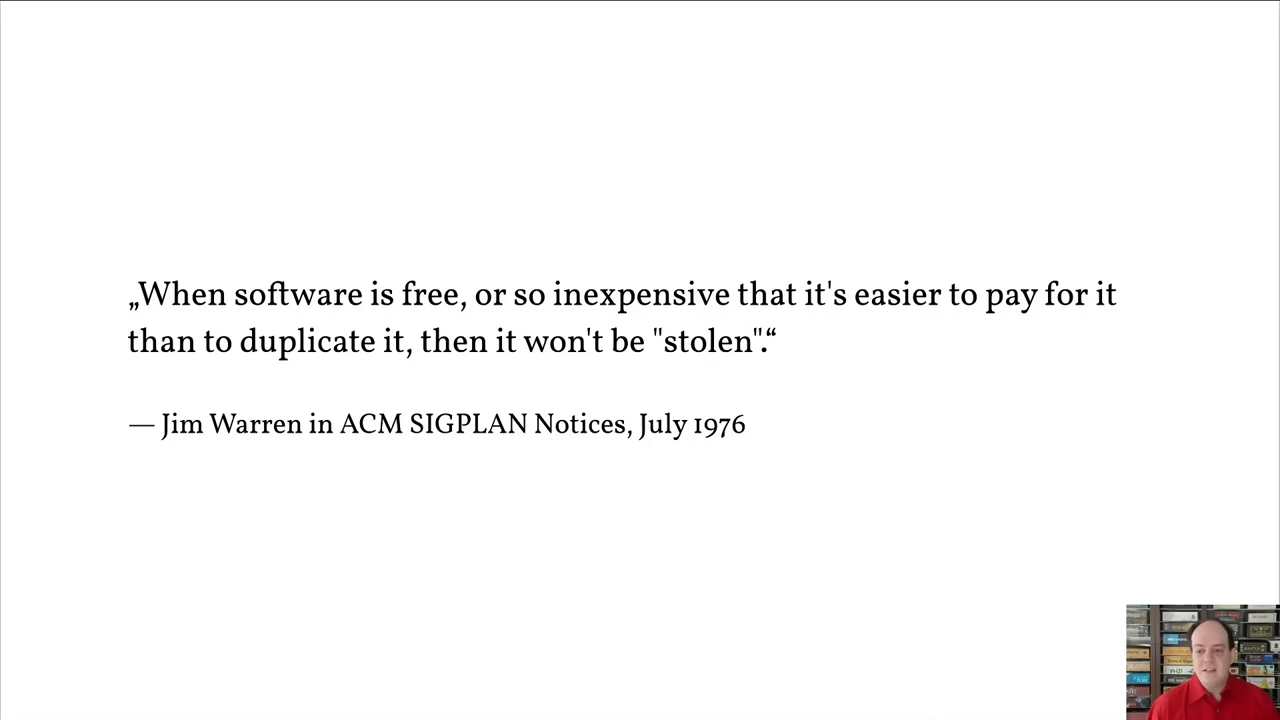 „When software is free, or so inexpensive that it's easier to pay for it
than to duplicate it, then it won't be "stolen".“
— Jim Warren in ACM SIGPLAN Notices, July 1976